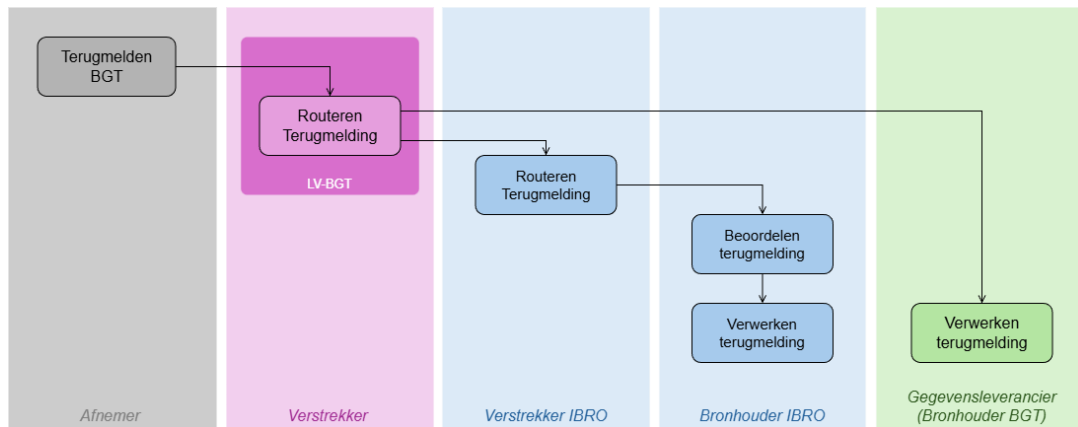 Terugmelden
BGT
Routeren
Terugmelding
LV-BGT
Routeren
Terugmelding
Beoordelen
terugmelding
Verwerken
terugmelding
Verwerken
terugmelding
Afnemer
Verstrekker
Verstrekker IBRO
Bronhouder IBRO
Gegevensleverancier
(Bronhouder BGT)